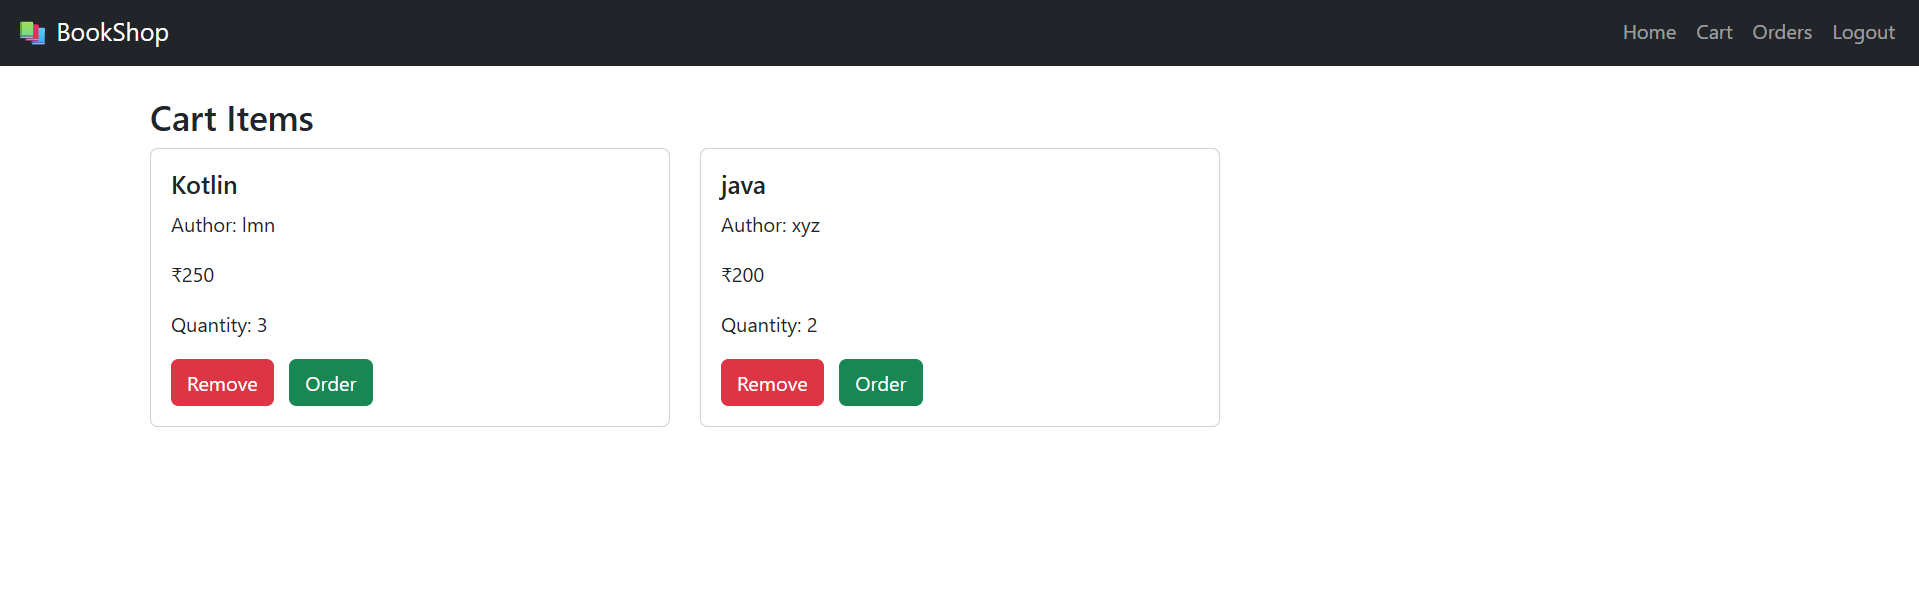 BookShop
Home Cart Orders Logout
Cart Items
Kotlin
Author: lmn
₹250
Quantity: 3
Remove Order
java
Author: xyz
₹200
Quantity: 2
Remove Order